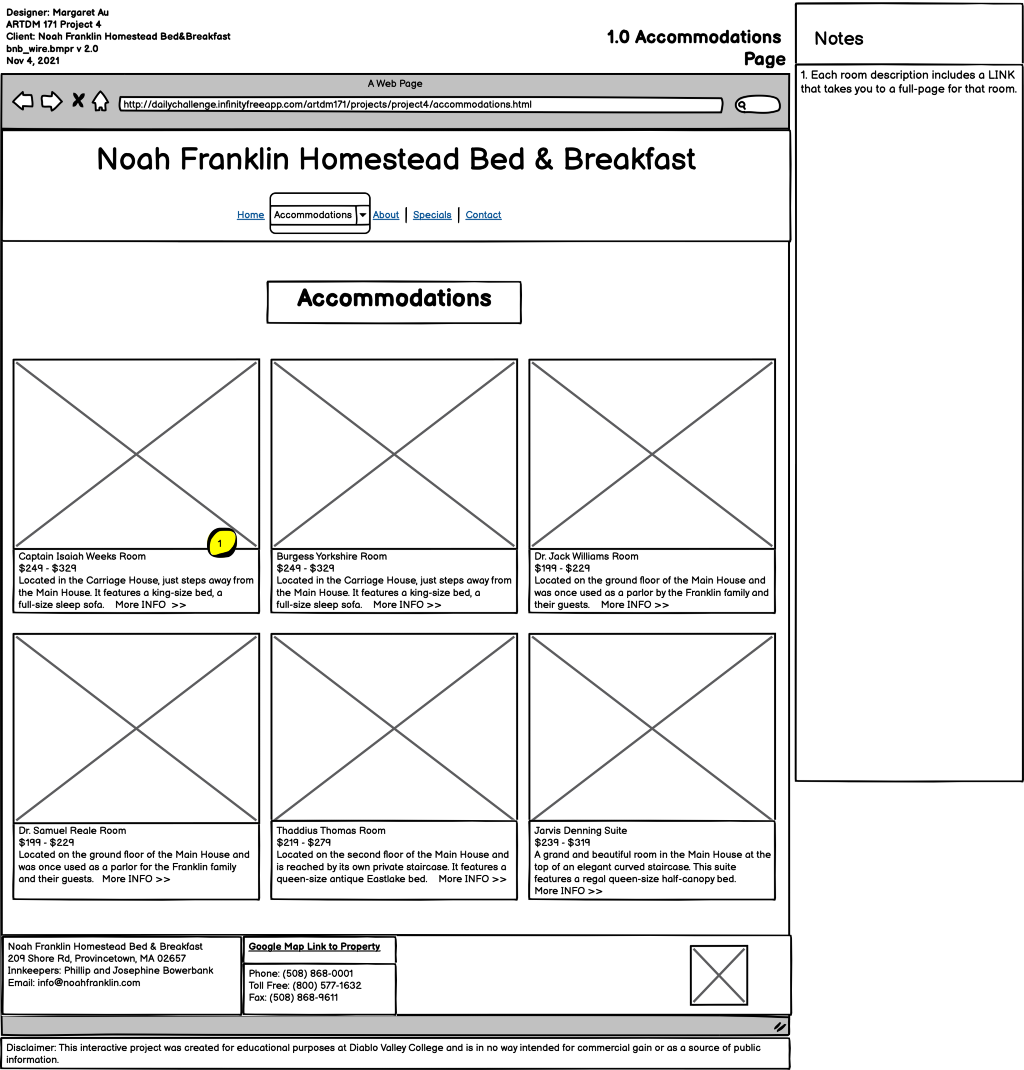 Designer: Margaret Au
ARTDM 171 Project 4
Client: Noah Franklin Homestead Bed&Breakfast
bnb_wire.bmpr v 2.0
Nov 4, 2021
1.0 Accommodations
Page
Notes
1. Each room description includes a LINK
that takes you to a full-page for that room.
A Web Page
http://dailychallenge.infinityfreeapp.com/artdm171/projects/project4/accommodations.html
Noah Franklin Homestead Bed & Breakfast
Home Accommodations About Specials Contact
Accommodations
1
Captain Isaiah Weeks Room
$249 - $329
Located in the Carriage House, just steps away from
the Main House. It features a king-size bed, a
full-size sleep sofa. More INFO >>
Burgess Yorkshire Room
$249 - $329
Located in the Carriage House, just steps away from
the Main House. It features a king-size bed, a
full-size sleep sofa. More INFO >>
Dr. Jack Williams Room
$199 - $229
Located on the ground floor of the Main House and
was once used as a parlor by the Franklin family and
their guests. More INFO >>
Dr. Samuel Reale Room
$199 - $229
Located on the ground floor of the Main House and
was once used as a parlor for the Franklin family
and their guests. More INFO >>
Thaddius Thomas Room
$219 - $279
Located on the second floor of the Main House and
is reached by its own private staircase. It features a
queen-size antique Eastlake bed. More INFO >>
Jarvis Denning Suite
$239 - $319
A grand and beautiful room in the Main House at the
top of an elegant curved staircase. This suite
features a regal queen-size half-canopy bed.
More INFO >>
Noah Franklin Homestead Bed & Breakfast
209 Shore Rd, Provincetown, MA 02657
Innkeepers: Phillip and Josephine Bowerbank
Email: info@noahfranklin.com
Google Map Link to Property
Phone: (508) 868-0001
Toll Free: (800) 577-1632
Fax: (508) 868-9611
Disclaimer: This interactive project was created for educational purposes at Diablo Valley College and is in no way intended for commercial gain or as a source of public
information.